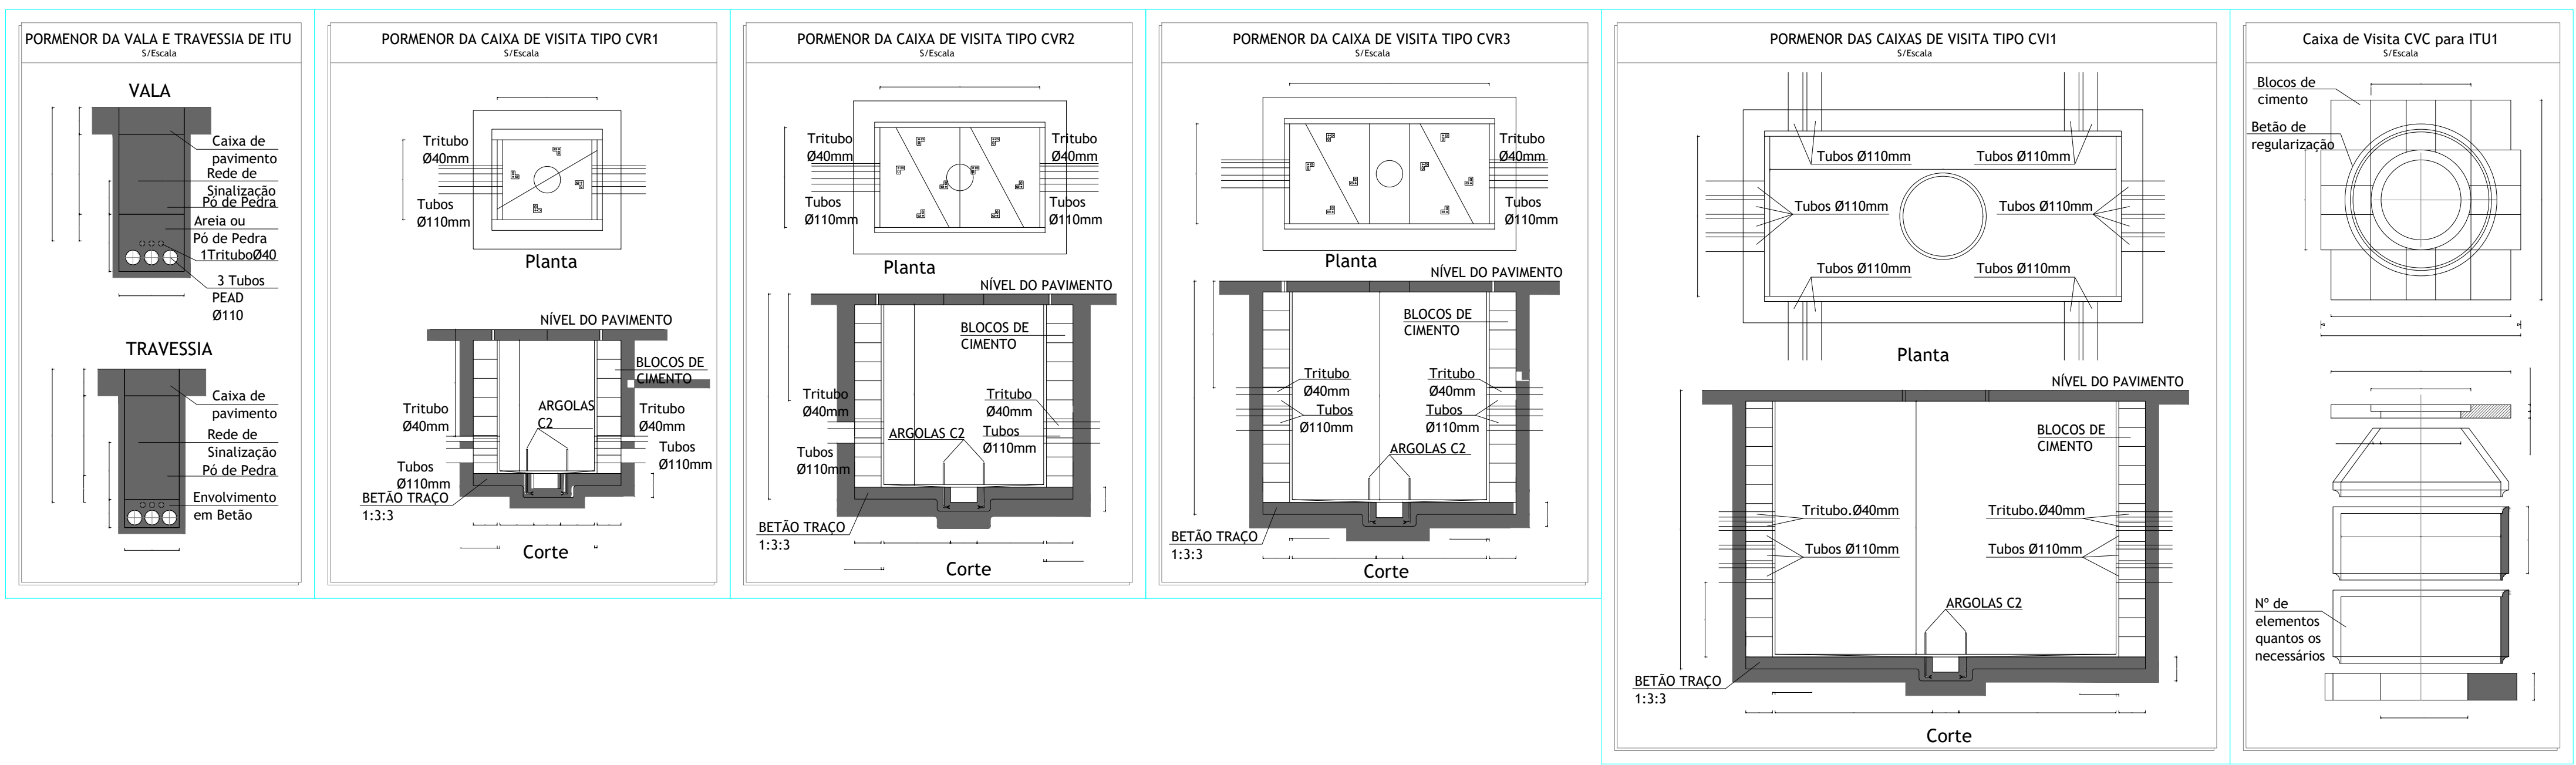 PORMENOR DA VALA E TRAVESSIA DE ITU
S/Escala
VALA
Caixa de
pavimento
Rede de
Sinalização
Pó de Pedra
Areia ou
Pó de Pedra
1TrituboØ40
3 Tubos
PEAD
Ø110
TRAVESSIA
Caixa de
pavimento
Rede de
Sinalização
Pó de Pedra
Envolvimento
em Betão
PORMENOR DA CAIXA DE VISITA TIPO CVR1
S/Escala
Tritubo
Ø40mm
Tubos
Ø110mm
Planta
NÍVEL DO PAVIMENTO
BLOCOS DE
CIMENTO
ARGOLAS
C2
Tritubo
Ø40mm
Tritubo
Ø40mm
Tubos
Ø110mm
Tubos
Ø110mm
BETÃO TRAÇO
1:3:3
Corte
PORMENOR DA CAIXA DE VISITA TIPO CVR2
S/Escala
Tritubo
Ø40mm
Tritubo
Ø40mm
Tubos
Ø110mm
Tubos
Ø110mm
Planta
NÍVEL DO PAVIMENTO
BLOCOS DE
CIMENTO
Tritubo
Ø40mm
Tritubo
Ø40mm
ARGOLAS C2
Tubos
Ø110mm
Tubos
Ø110mm
BETÃO TRAÇO
1:3:3
Corte
PORMENOR DA CAIXA DE VISITA TIPO CVR3
S/Escala
Tritubo
Ø40mm
Tubos
Ø110mm
Planta
NÍVEL DO PAVIMENTO
BLOCOS DE
CIMENTO
Tritubo
Ø40mm
Tritubo
Ø40mm
Tubos
Ø110mm
Tubos
Ø110mm
ARGOLAS C2
BETÃO TRAÇO
1:3:3
Corte
PORMENOR DAS CAIXAS DE VISITA TIPO CVI1
S/Escala
Tubos Ø110mm
Tubos Ø110mm
Tubos Ø110mm
Tubos Ø110mm
Tubos Ø110mm
Tubos Ø110mm
Planta
NÍVEL DO PAVIMENTO
BLOCOS DE
CIMENTO
Tritubo.Ø40mm
Tritubo.Ø40mm
Tubos Ø110mm
Tubos Ø110mm
ARGOLAS C2
BETÃO TRAÇO
1:3:3
Corte
Caixa de Visita CVC para ITU1
S/Escala
Blocos de
cimento
Betão de
regularização
Nº de
elementos
quantos os
necessários